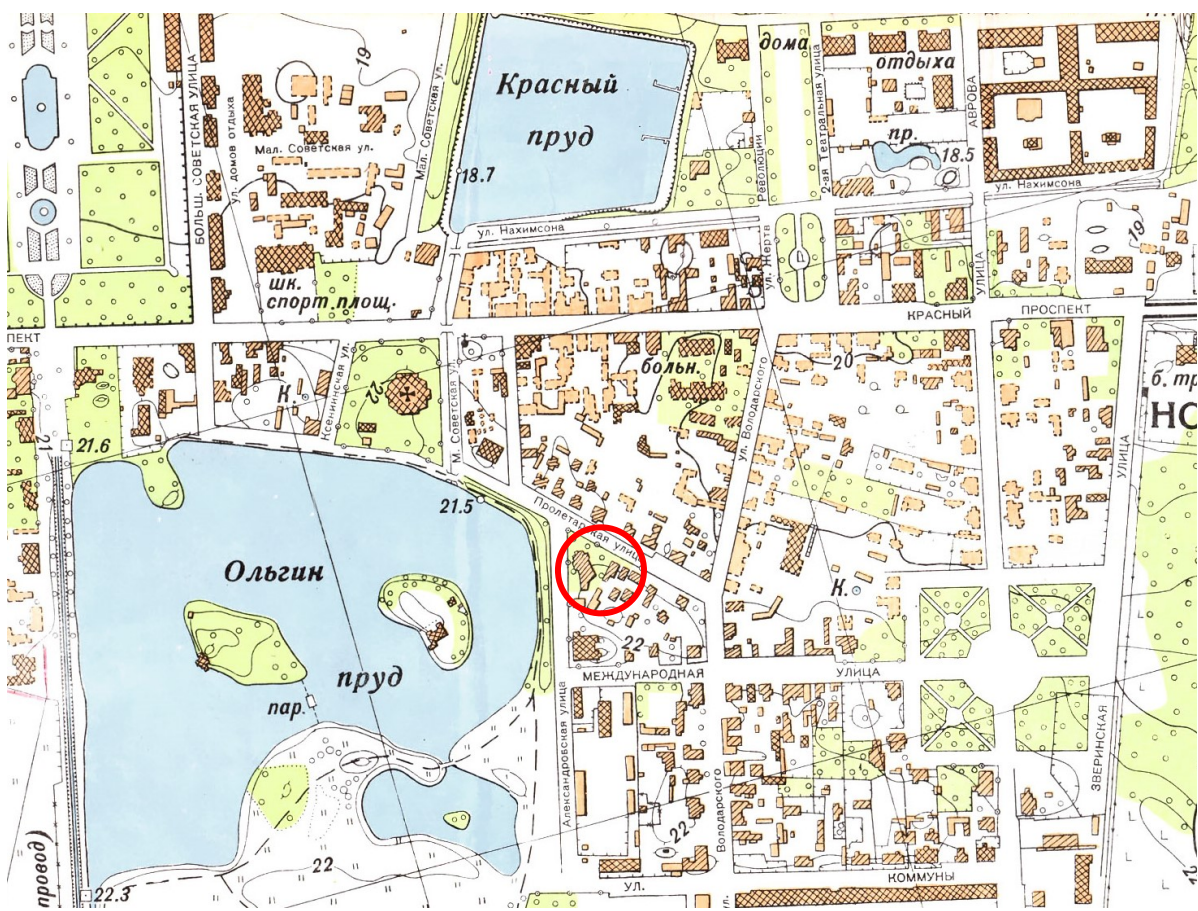 дома
отдыха
19
Красный
пруд
БОЛЬШ. СОВЕТСКАЯ УЛИЦА
ул. домов отдыха
Мал. Советская ул.
Мал. Советская ул.
2-ая Театральная улица
АВРОВА
УЛИЦА
пр.
18.5
18.7
ул. Нахимсона
ул. Нахимсона
ул. Жертв
Революции
19
шк.
спорт.площ.
КРАСНЫЙ
ПРОСПЕКТ
ПЕКТ
Ксенинская ул.
22
М. Советская ул.
больн.
20
ул. Володарского
К.
б. тр
НО
УЛИЦА
ЗВЕРИНСКАЯ
21
21.6
21.5
Пролетарская улица
Ольгин
пруд
К.
22
МЕЖДУНАРОДНАЯ
УЛИЦА
пар.
Александровская улица
Володарского
ул.
22
22
22.3
УЛ.
КОММУНЫ